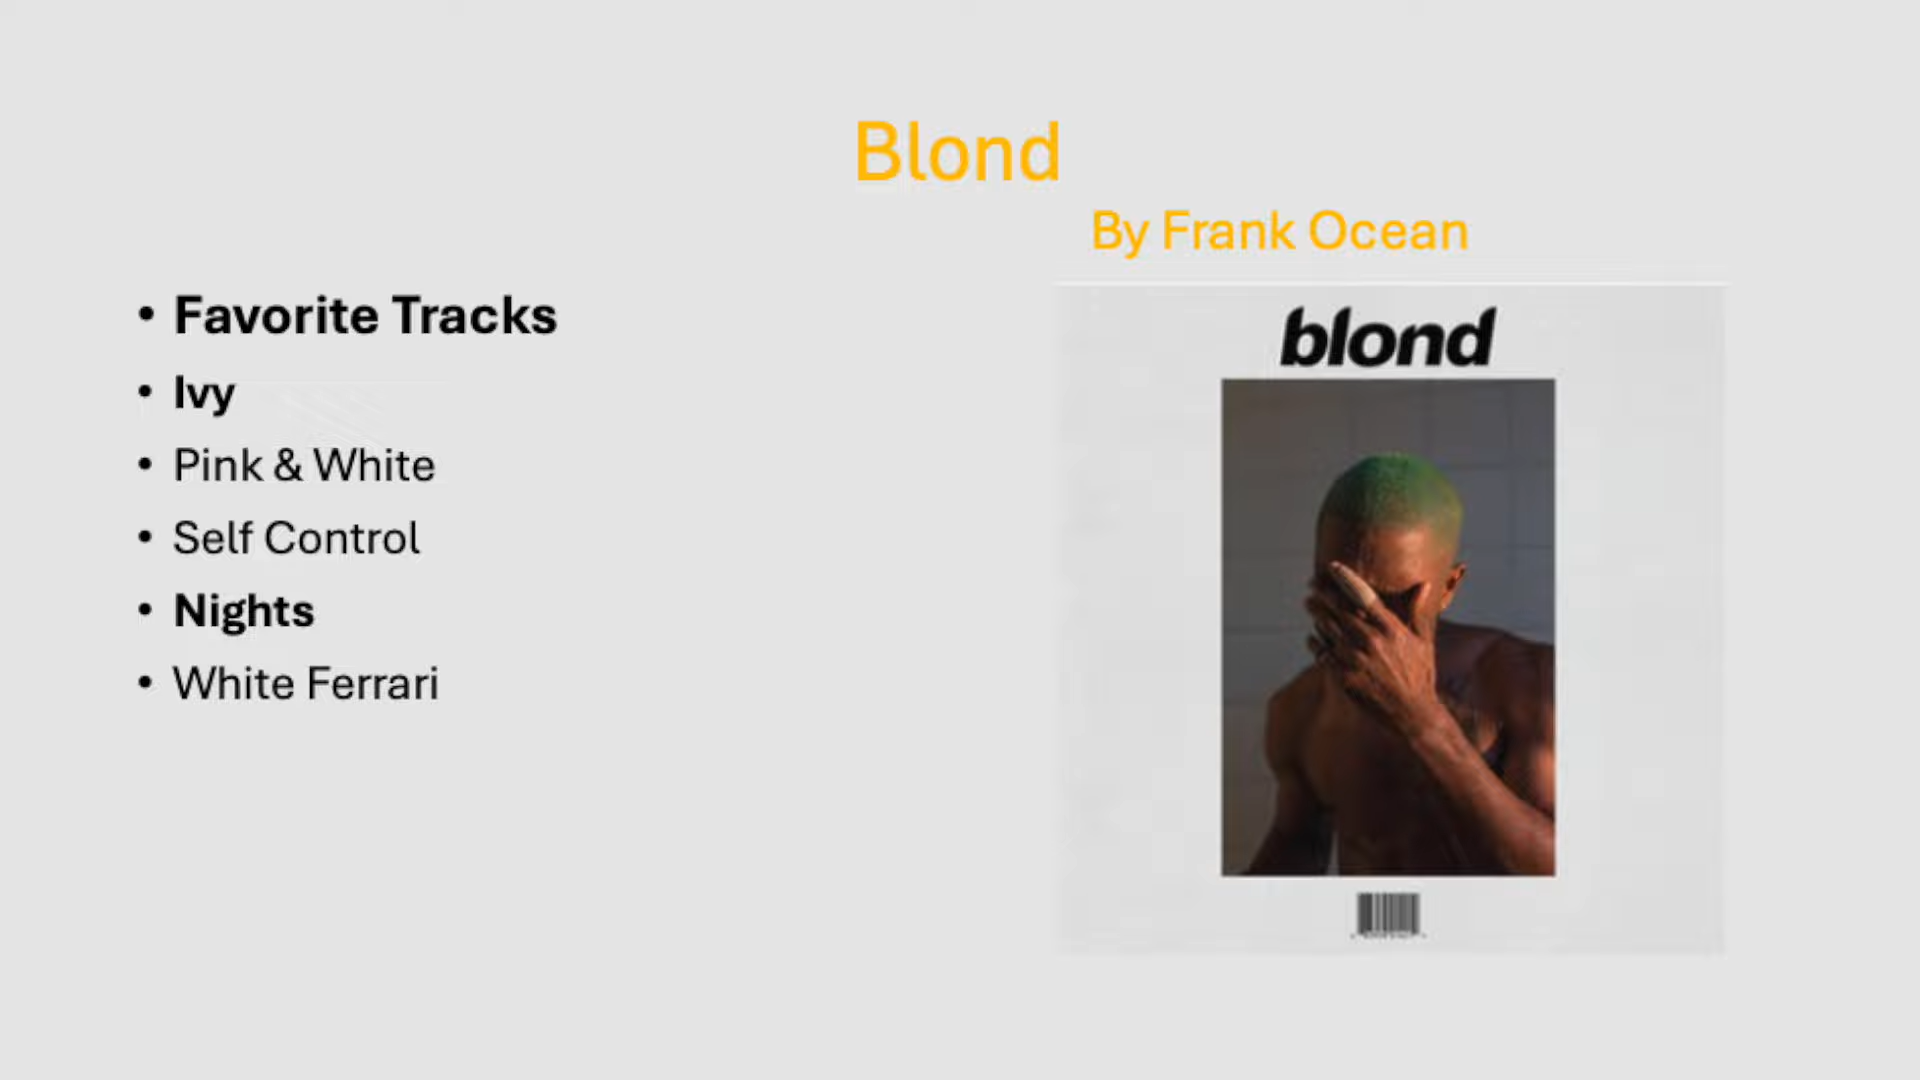 Blond
By Frank Ocean
• Favorite Tracks
• Ivy
• Pink & White
• Self Control
• Nights
• White Ferrari
blond